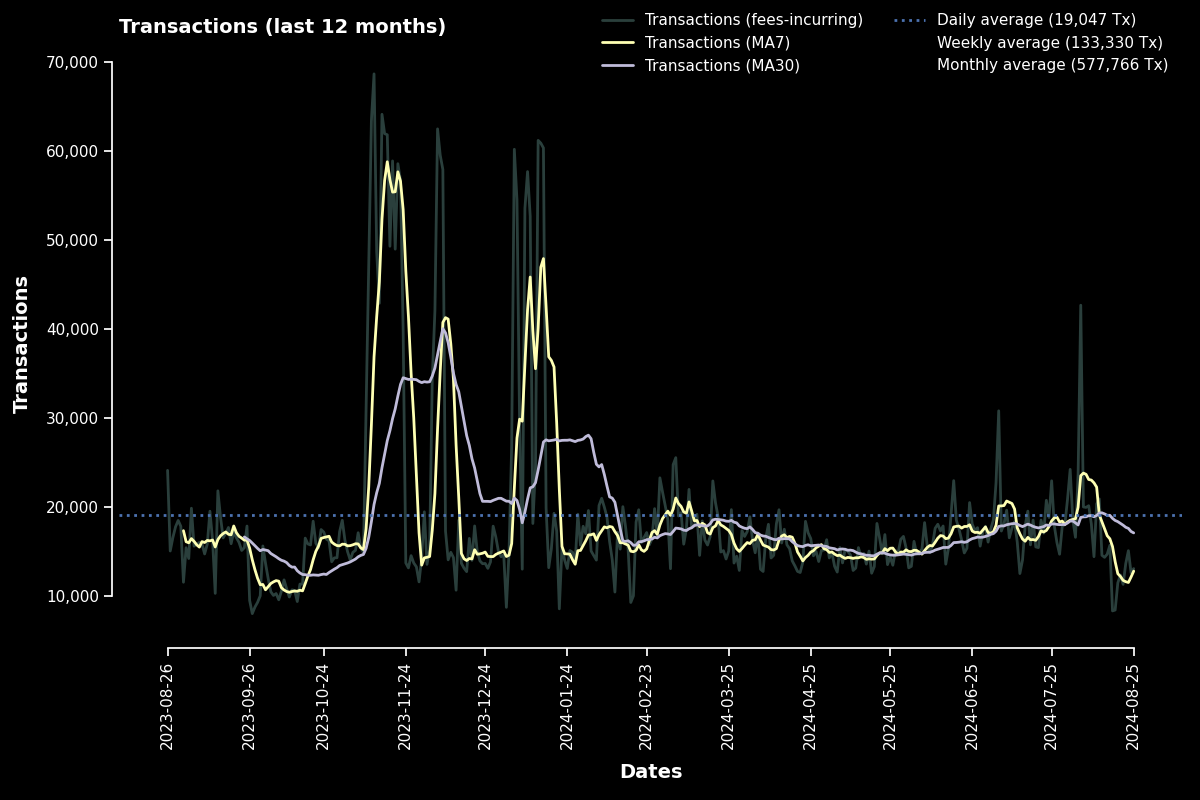 Transactions (last 12 months)
Transactions (fees-incurring)
Transactions (MA7)
Transactions (MA30)
Daily average (19,047 Tx)
Weekly average (133,330 Tx)
Monthly average (577,766 Tx)
Transactions
70,000
60,000
50,000
40,000
30,000
20,000
10,000
2023-08-26
2023-09-26
2023-10-24
2023-11-24
2023-12-24
2024-01-24
2024-02-23
2024-03-25
2024-04-25
2024-05-25
2024-06-25
2024-07-25
2024-08-25
Dates